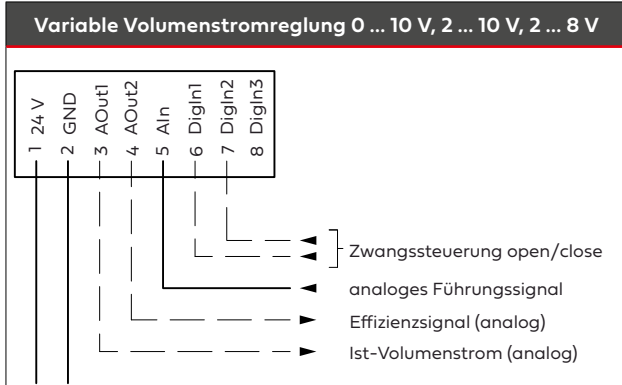 Variable Volumenstromreglung 0 ... 10 V, 2 ... 10 V, 2 ... 8 V
1 24 V
2 GND
3 AOut1
4 AOut2
5 AIn
6 DigIn1
7 DigIn2
8 DigIn3
Zwangssteuerung open/close
analoges Führungssignal
Effizienzsignal (analog)
Ist-Volumenstrom (analog)